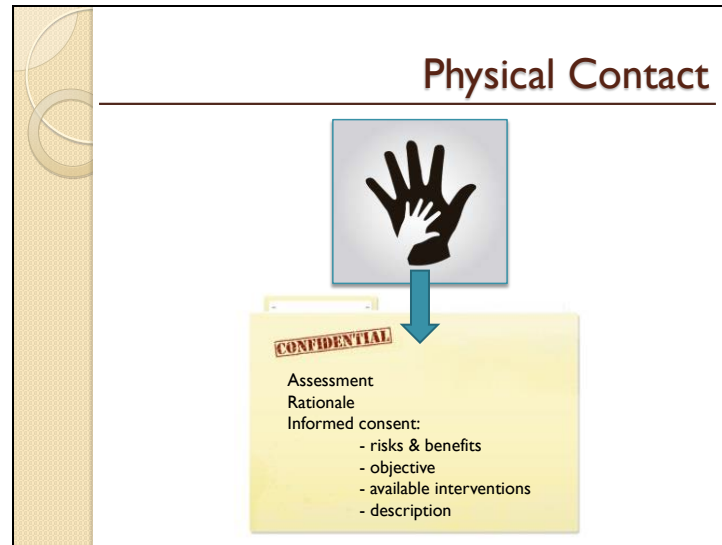 Physical Contact
CONFIDENTIAL
Assessment
Rationale
Informed consent:
- risks & benefits
- objective
- available interventions
- description